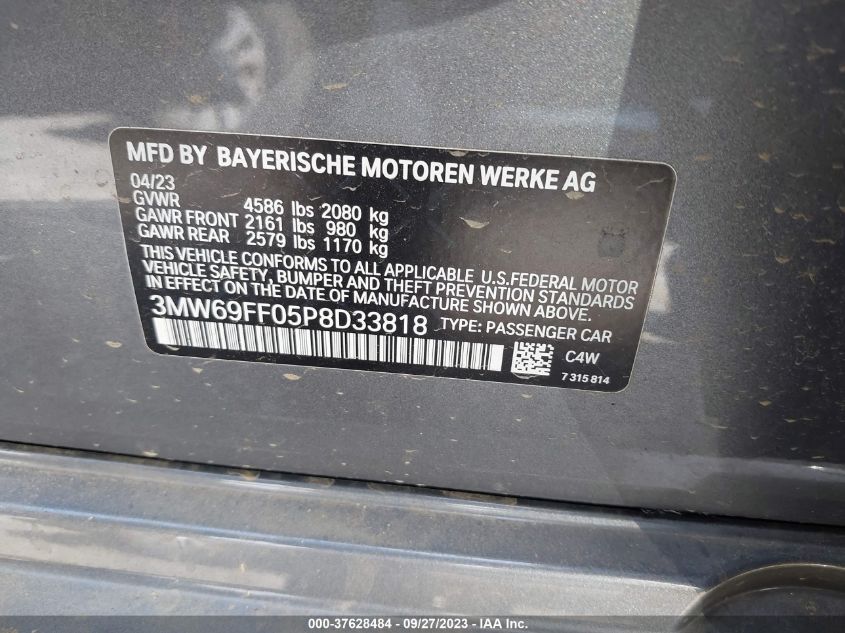 MFD BY BAYERISCHE MOTOREN WERKE AG
04/23
GVWR 4586 lbs 2080 kg
GAWR FRONT 2161 lbs 980 kg
GAWR REAR 2579 lbs 1170 kg
THIS VEHICLE CONFORMS TO ALL APPLICABLE U.S.FEDERAL MOTOR
VEHICLE SAFETY, BUMPER AND THEFT PREVENTION STANDARDS
IN EFFECT ON THE DATE OF MANUFACTURE SHOWN ABOVE.
3MW69FF05P8D33818 TYPE: PASSENGER CAR
C4W
7 315 814
000-37628484 - 09/27/2023 - IAA Inc.